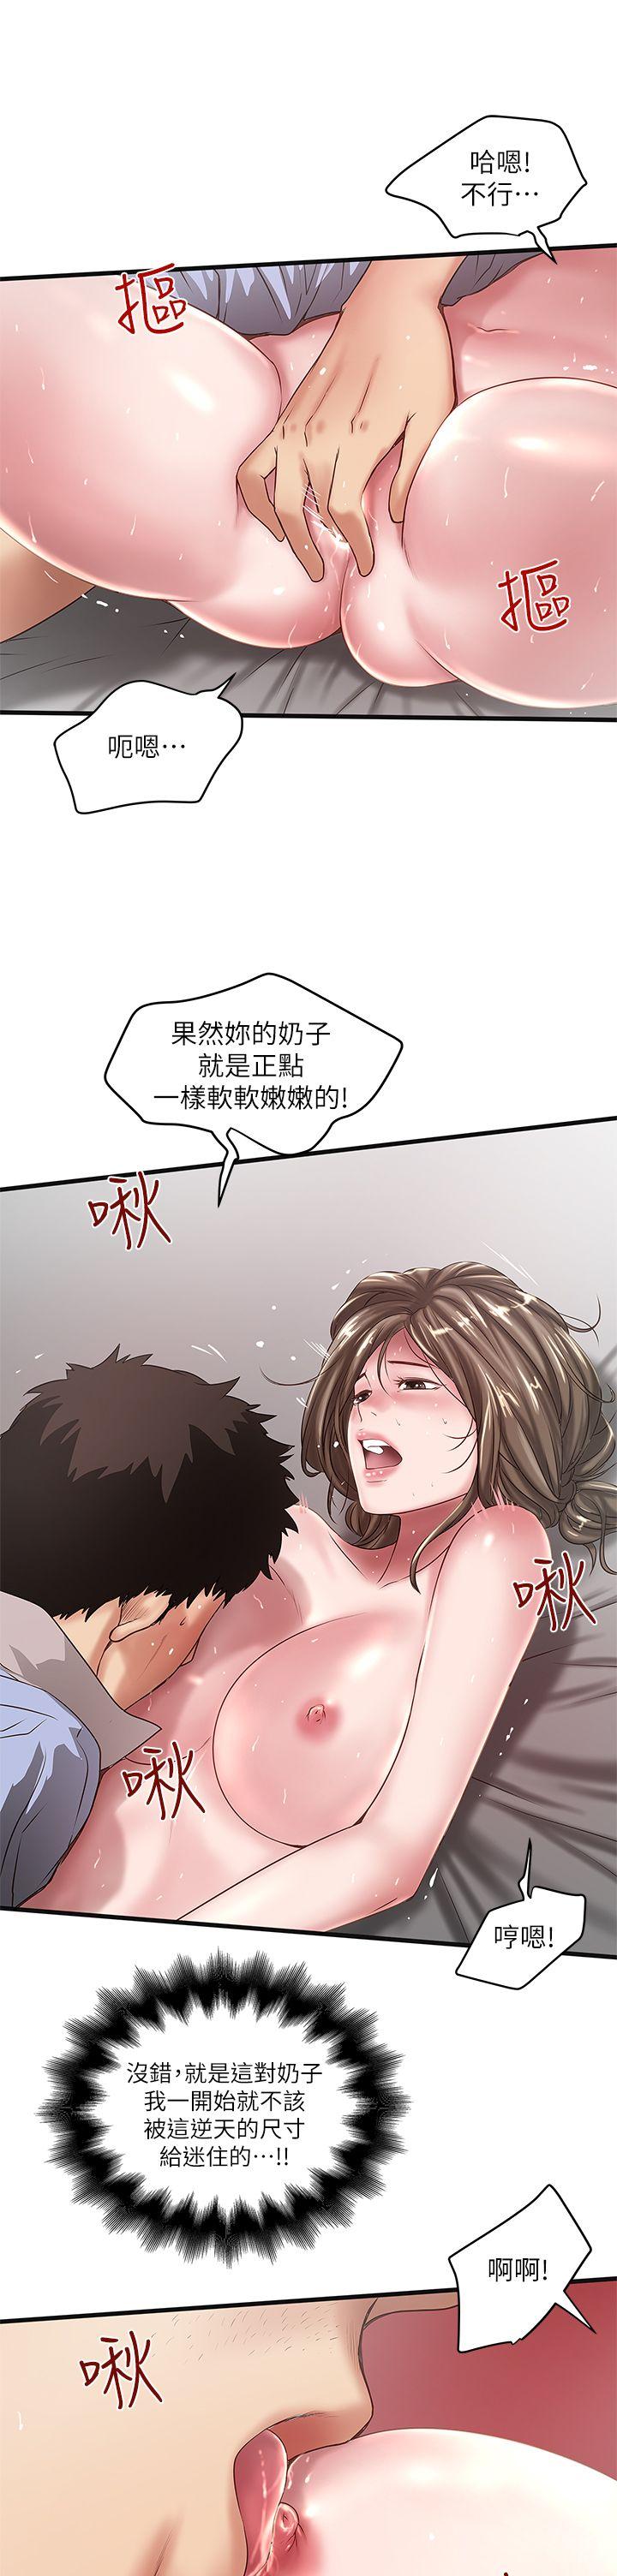 哈嗯!
不行…
摳
摳
呃嗯…
果然妳的奶子
就是正點
一樣軟軟嫩嫩的!
啾
啾
啾
哼嗯!
沒錯,就是這對奶子
我一開始就不該
被這逆天的尺寸
給迷住的…!!
啊啊!
啾